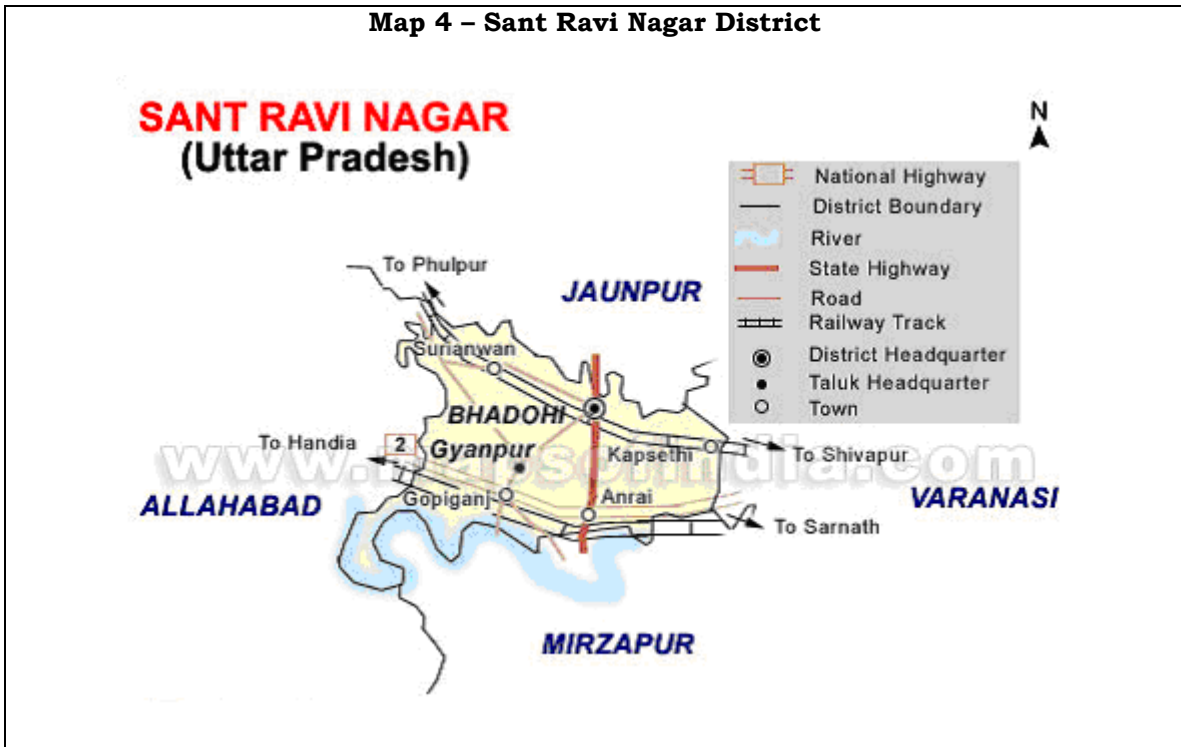 Map 4 – Sant Ravi Nagar District
SANT RAVI NAGAR
(Uttar Pradesh)
N
National Highway
District Boundary
River
State Highway
Road
Railway Track
District Headquarter
Taluk Headquarter
Town
To Phulpur
JAUNPUR
Surianwan
BHADOHI
To Handia
2
Gyanpur
Kapsethi
To Shivapur
www.mapsofindia.com
ALLAHABAD
Gopiganj
Anrai
VARANASI
To Sarnath
MIRZAPUR